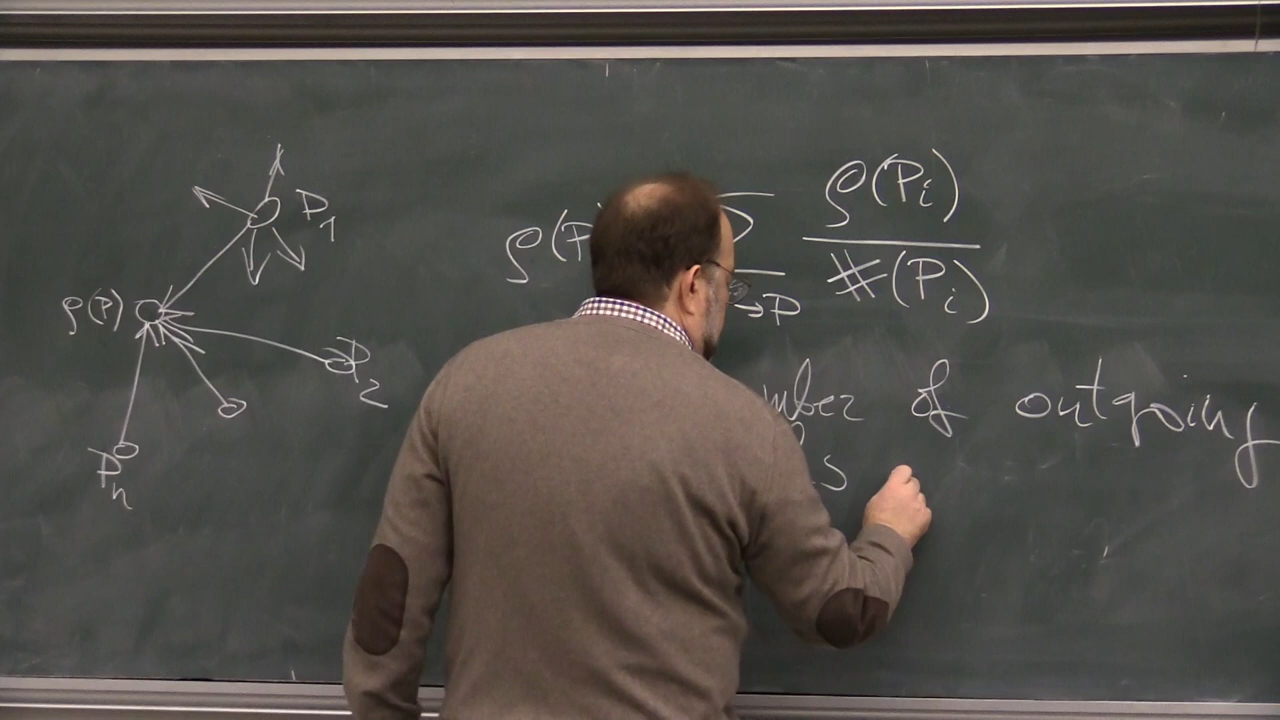 P₁
ρ(P)
P₂
Pₙ
ρ(P ∑ ρ(Pᵢ) / #(Pᵢ)
→P
mber of outgoing
s